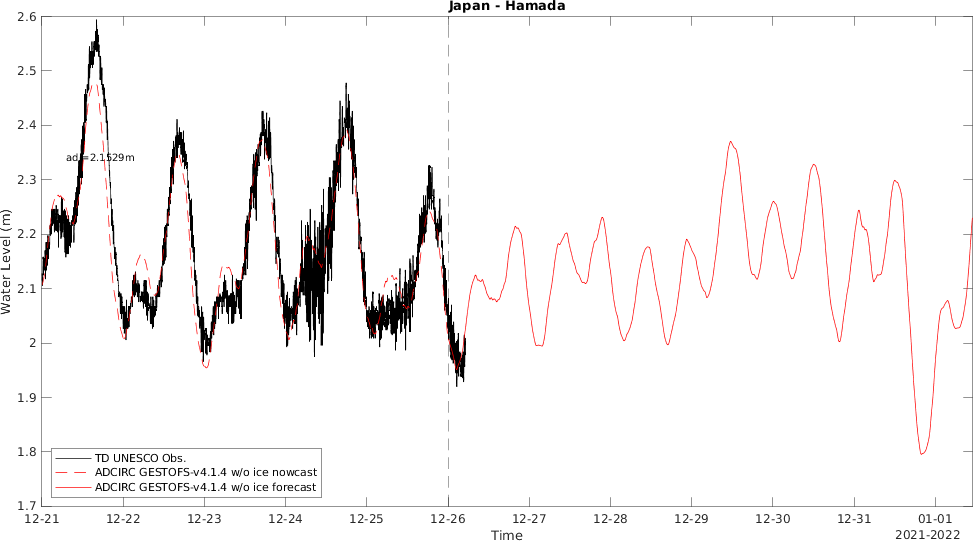 Japan - Hamada
2.6
2.5
2.4
2.3
2.2
2.1
2
1.9
1.8
1.7
Water Level (m)
adj=2.1529m
TD UNESCO Obs.
ADCIRC GESTOFS-v4.1.4 w/o ice nowcast
ADCIRC GESTOFS-v4.1.4 w/o ice forecast
12-21 12-22 12-23 12-24 12-25 12-26 12-27 12-28 12-29 12-30 12-31 01-01
2021-2022
Time